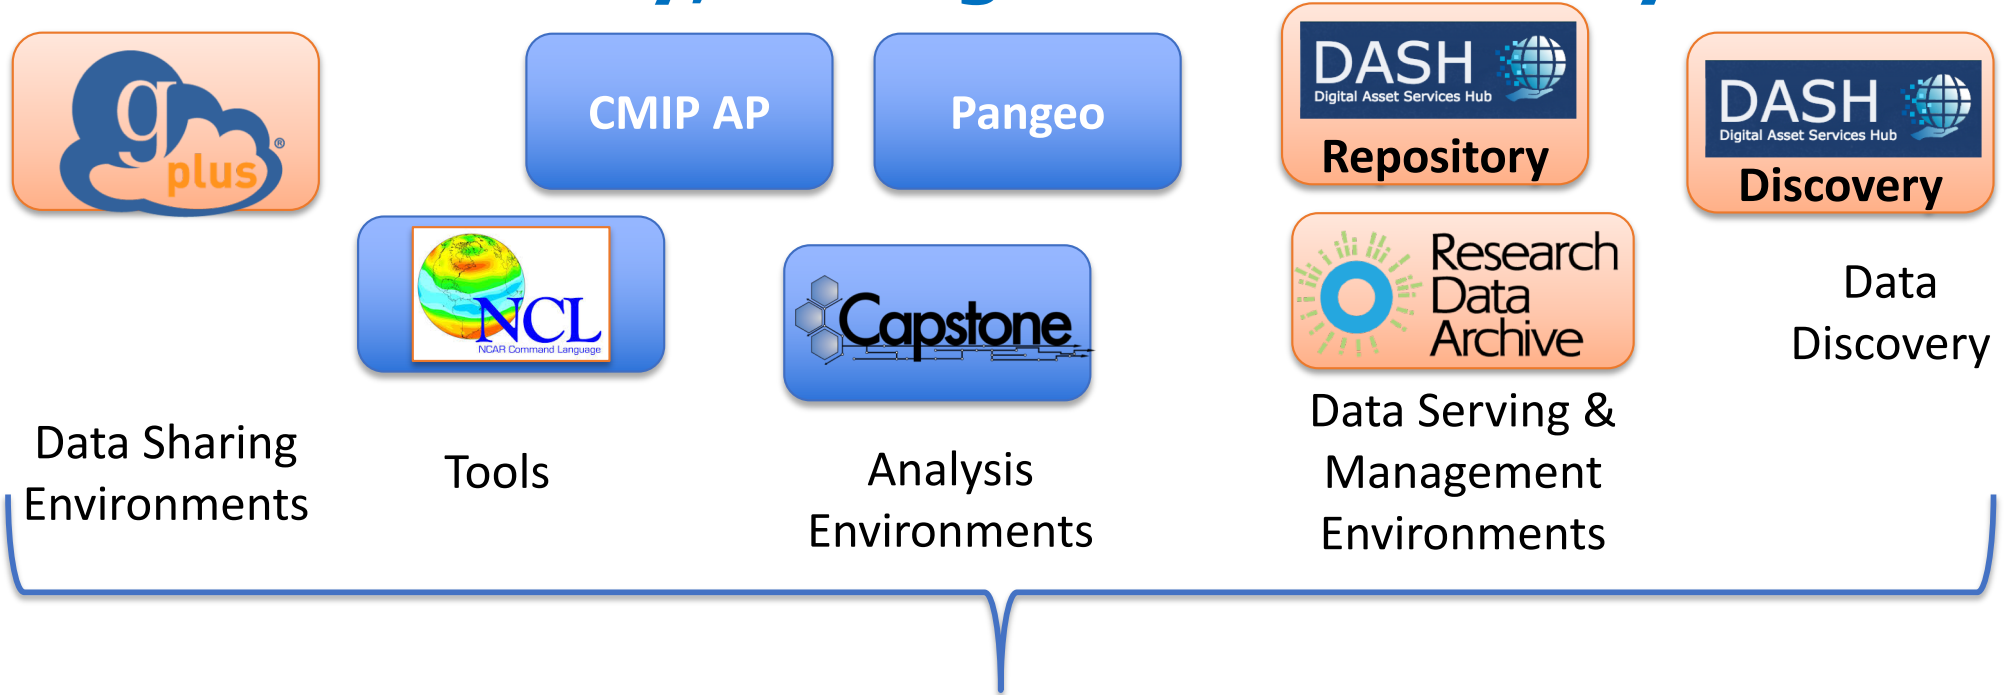 g
plus®
CMIP AP
Pangeo
DASH
Digital Asset Services Hub
Repository
DASH
Digital Asset Services Hub
Discovery
NCL
NCAR Command Language
Capstone
Research
Data
Archive
Data Sharing
Environments
Tools
Analysis
Environments
Data Serving &
Management
Environments
Data
Discovery